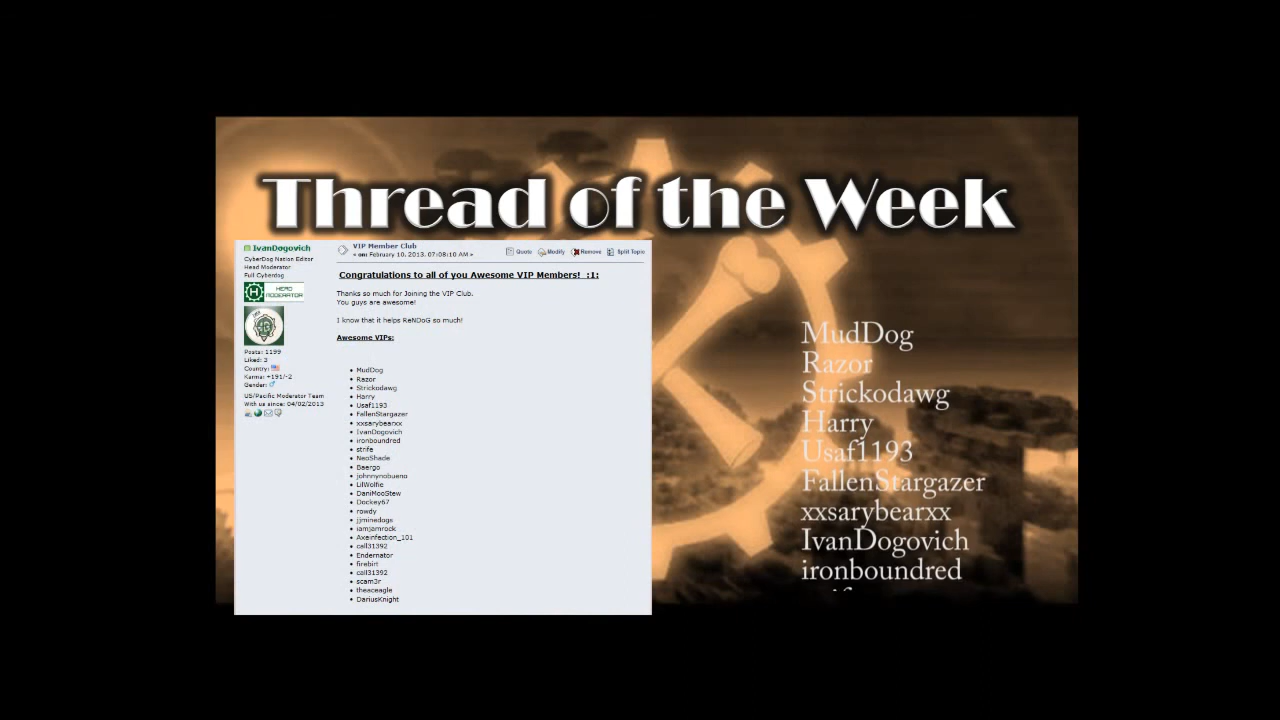 Thread of the Week
IvanDogovich
CyberDog Nation Editor
Head Moderator
Full Cyberdog
HEAD
MODERATOR
Posts: 1199
Liked: 3
Country:
Karma: +191/-2
Gender:
US/Pacific Moderator Team
With us since: 04/02/2013
VIP Member Club
« on: February 10, 2013, 07:08:10 AM »
Quote Modify Remove Split Topic
Congratulations to all of you Awesome VIP Members! :1:
Thanks so much for Joining the VIP Club.
You guys are awesome!
I know that it helps ReNDoG so much!
Awesome VIPs:
MudDog
Razor
Strickodawg
Harry
Usaf1193
FallenStargazer
xxsarybearxx
IvanDogovich
ironboundred
strife
NeoShade
Baergo
johnnynobueno
LilWolfie
DaniMooStew
Dockey67
rowdy
jjminedogs
iamjamrock
Axeinfection_101
call31392
Endernator
firebirt
call31392
scam3r
theaceagle
DariusKnight
MudDog
Razor
Strickodawg
Harry
Usaf1193
FallenStargazer
xxsarybearxx
IvanDogovich
ironboundred